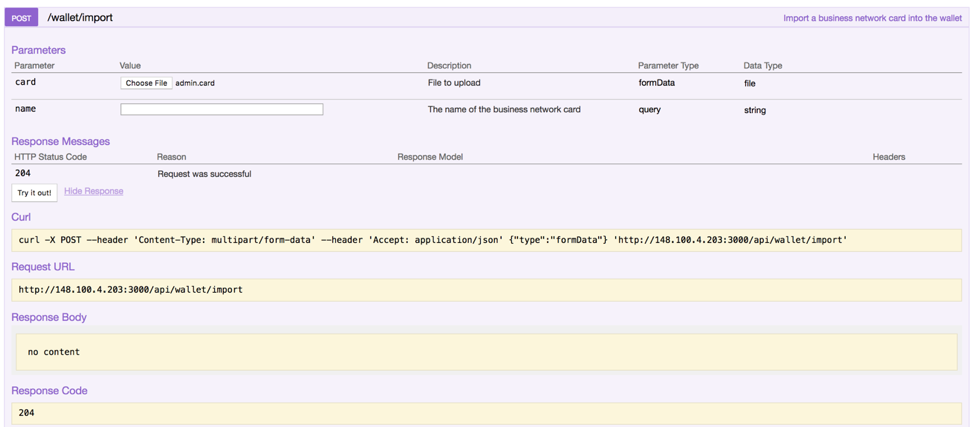 POST /wallet/import Import a business network card into the wallet
Parameters
Parameter Value Description Parameter Type Data Type
card Choose File admin.card File to upload formData file
name The name of the business network card query string
Response Messages
HTTP Status Code Reason Response Model Headers
204 Request was successful
Try it out! Hide Response
Curl
curl -X POST --header 'Content-Type: multipart/form-data' --header 'Accept: application/json' {"type":"formData"} 'http://148.100.4.203:3000/api/wallet/import'
Request URL
http://148.100.4.203:3000/api/wallet/import
Response Body
no content
Response Code
204